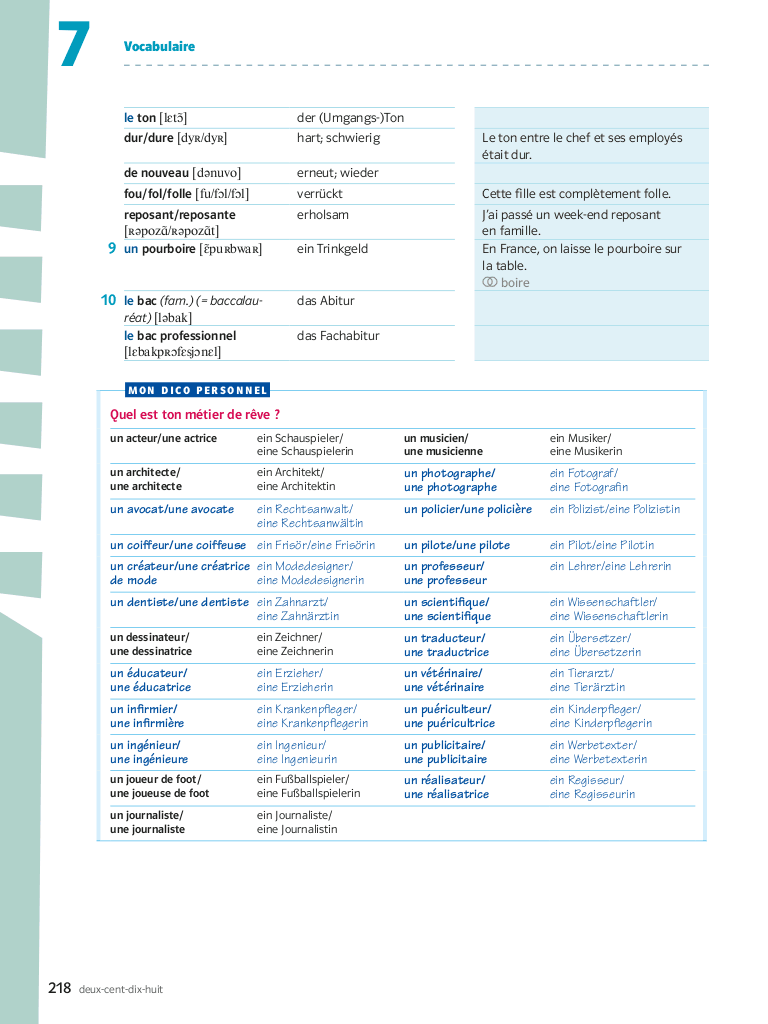 7
Vocabulaire
le ton [lɛtɔ̃] der (Umgangs-)Ton
dur/dure [dyʀ/dyʀ] hart; schwierig Le ton entre le chef et ses employés
était dur.
de nouveau [dənuvo] erneut; wieder
fou/fol/folle [fu/fɔl/fɔl] verrückt Cette fille est complètement folle.
reposant/reposante erholsam J'ai passé un week-end reposant
[ʀəpozɑ̃/ʀəpozɑ̃t] en famille.
9 un pourboire [ɛ̃puʀbwaʀ] ein Trinkgeld En France, on laisse le pourboire sur
la table.
boire
10 le bac (fam.) (= baccalau- das Abitur
réat) [ləbak]
le bac professionnel das Fachabitur
[lɛbakpʀɔfɛsjɔnɛl]
MON DICO PERSONNEL
Quel est ton métier de rêve ?
un acteur/une actrice ein Schauspieler/ un musicien/ ein Musiker/
eine Schauspielerin une musicienne eine Musikerin
un architecte/ ein Architekt/ un photographe/ ein Fotograf/
une architecte eine Architektin une photographe eine Fotografin
un avocat/une avocate ein Rechtsanwalt/ un policier/une policière ein Polizist/eine Polizistin
eine Rechtsanwältin
un coiffeur/une coiffeuse ein Frisör/eine Frisörin un pilote/une pilote ein Pilot/eine Pilotin
un créateur/une créatrice ein Modedesigner/ un professeur/ ein Lehrer/eine Lehrerin
de mode eine Modedesignerin une professeur
un dentiste/une dentiste ein Zahnarzt/ un scientifique/ ein Wissenschaftler/
eine Zahnärztin une scientifique eine Wissenschaftlerin
un dessinateur/ ein Zeichner/ un traducteur/ ein Übersetzer/
une dessinatrice eine Zeichnerin une traductrice eine Übersetzerin
un éducateur/ ein Erzieher/ un vétérinaire/ ein Tierarzt/
une éducatrice eine Erzieherin une vétérinaire eine Tierärztin
un infirmier/ ein Krankenpfleger/ un puériculteur/ ein Kinderpfleger/
une infirmière eine Krankenpflegerin une puéricultrice eine Kinderpflegerin
un ingénieur/ ein Ingenieur/ un publicitaire/ ein Werbetexter/
une ingénieure eine Ingenieurin une publicitaire eine Werbetexterin
un joueur de foot/ ein Fußballspieler/ un réalisateur/ ein Regisseur/
une joueuse de foot eine Fußballspielerin une réalisatrice eine Regisseurin
un journaliste/ ein Journaliste/
une journaliste eine Journalistin
218 deux-cent-dix-huit